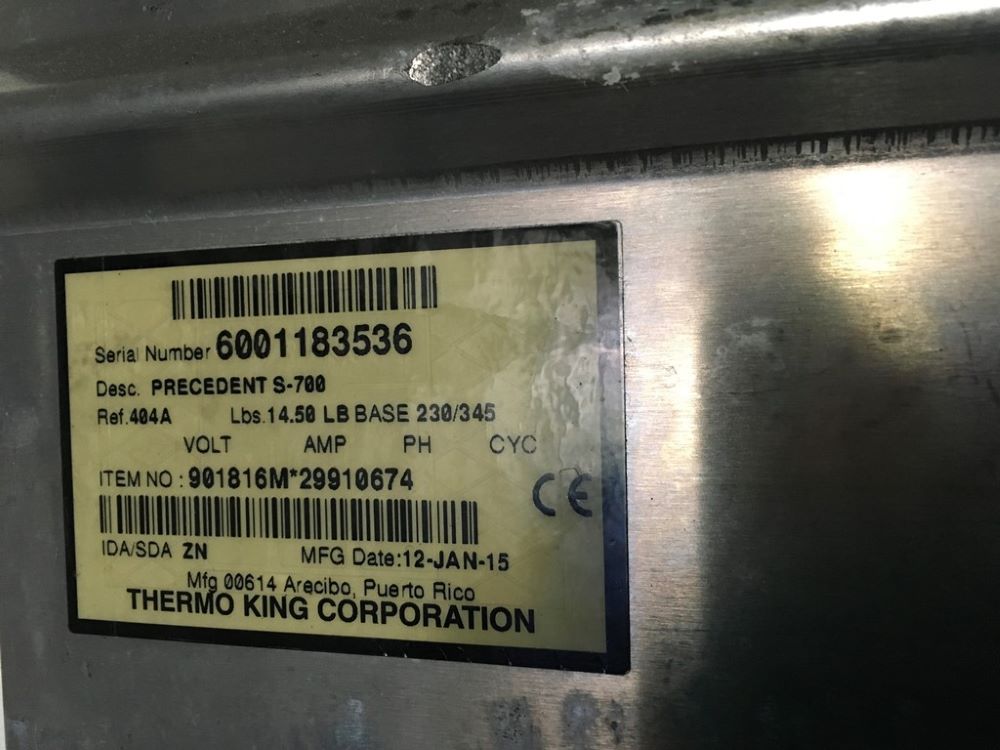 Serial Number 6001183536
Desc. PRECEDENT S-700
Ref.404A Lbs.14.50 LB BASE 230/345
VOLT AMP PH CYC
ITEM NO : 901816M*29910674
CE
IDA/SDA ZN MFG Date:12-JAN-15
Mfg 00614 Arecibo, Puerto Rico
THERMO KING CORPORATION